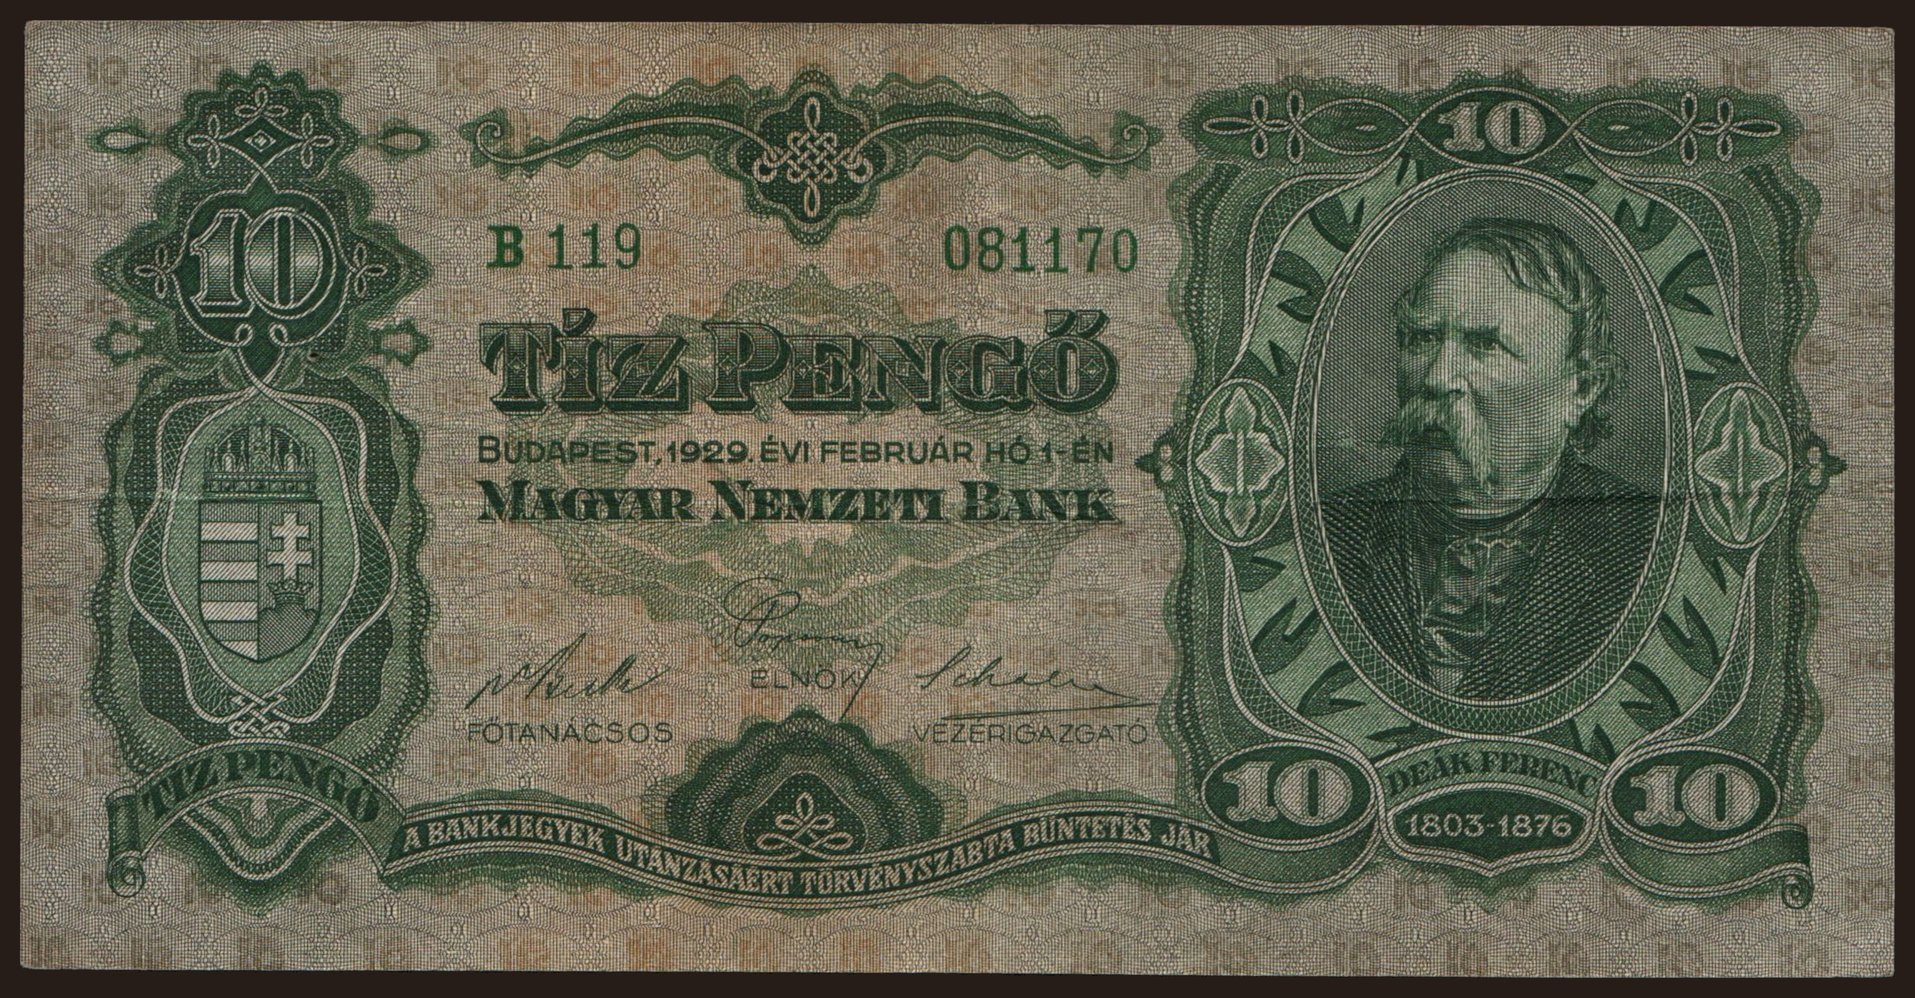 10
10
B 119 081170
TÍZ PENGŐ
BUDAPEST, 1929. ÉVI FEBRUÁR HÓ 1-ÉN
MAGYAR NEMZETI BANK
ELNÖK
FŐTANÁCSOS
VEZÉRIGAZGATÓ
TÍZ PENGŐ
A BANKJEGYEK UTÁNZÁSÁÉRT TÖRVÉNYSZABTA BÜNTETÉS JÁR
10 DEÁK FERENC 10
1803-1876